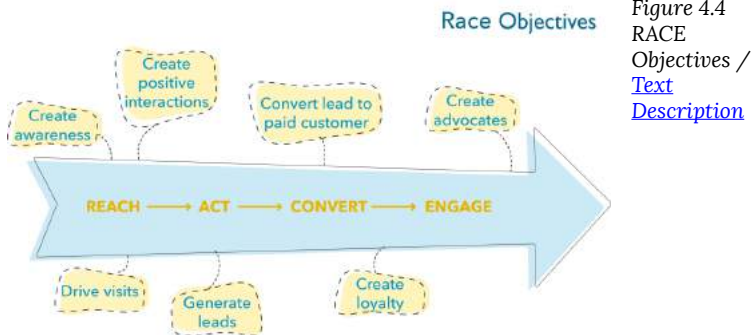 Race Objectives
Figure 4.4
RACE
Objectives /
Text
Description
Create
positive
interactions
Create
awareness
Convert lead to
paid customer
Create
advocates
REACH → ACT → CONVERT → ENGAGE
Drive visits
Generate
leads
Create
loyalty